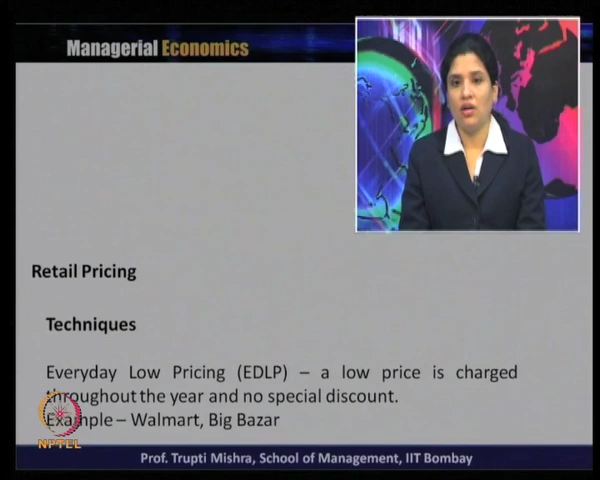 Managerial Economics
Retail Pricing
Techniques
Everyday Low Pricing (EDLP) – a low price is charged
throughout the year and no special discount.
Example – Walmart, Big Bazar
NPTEL
Prof. Trupti Mishra, School of Management, IIT Bombay